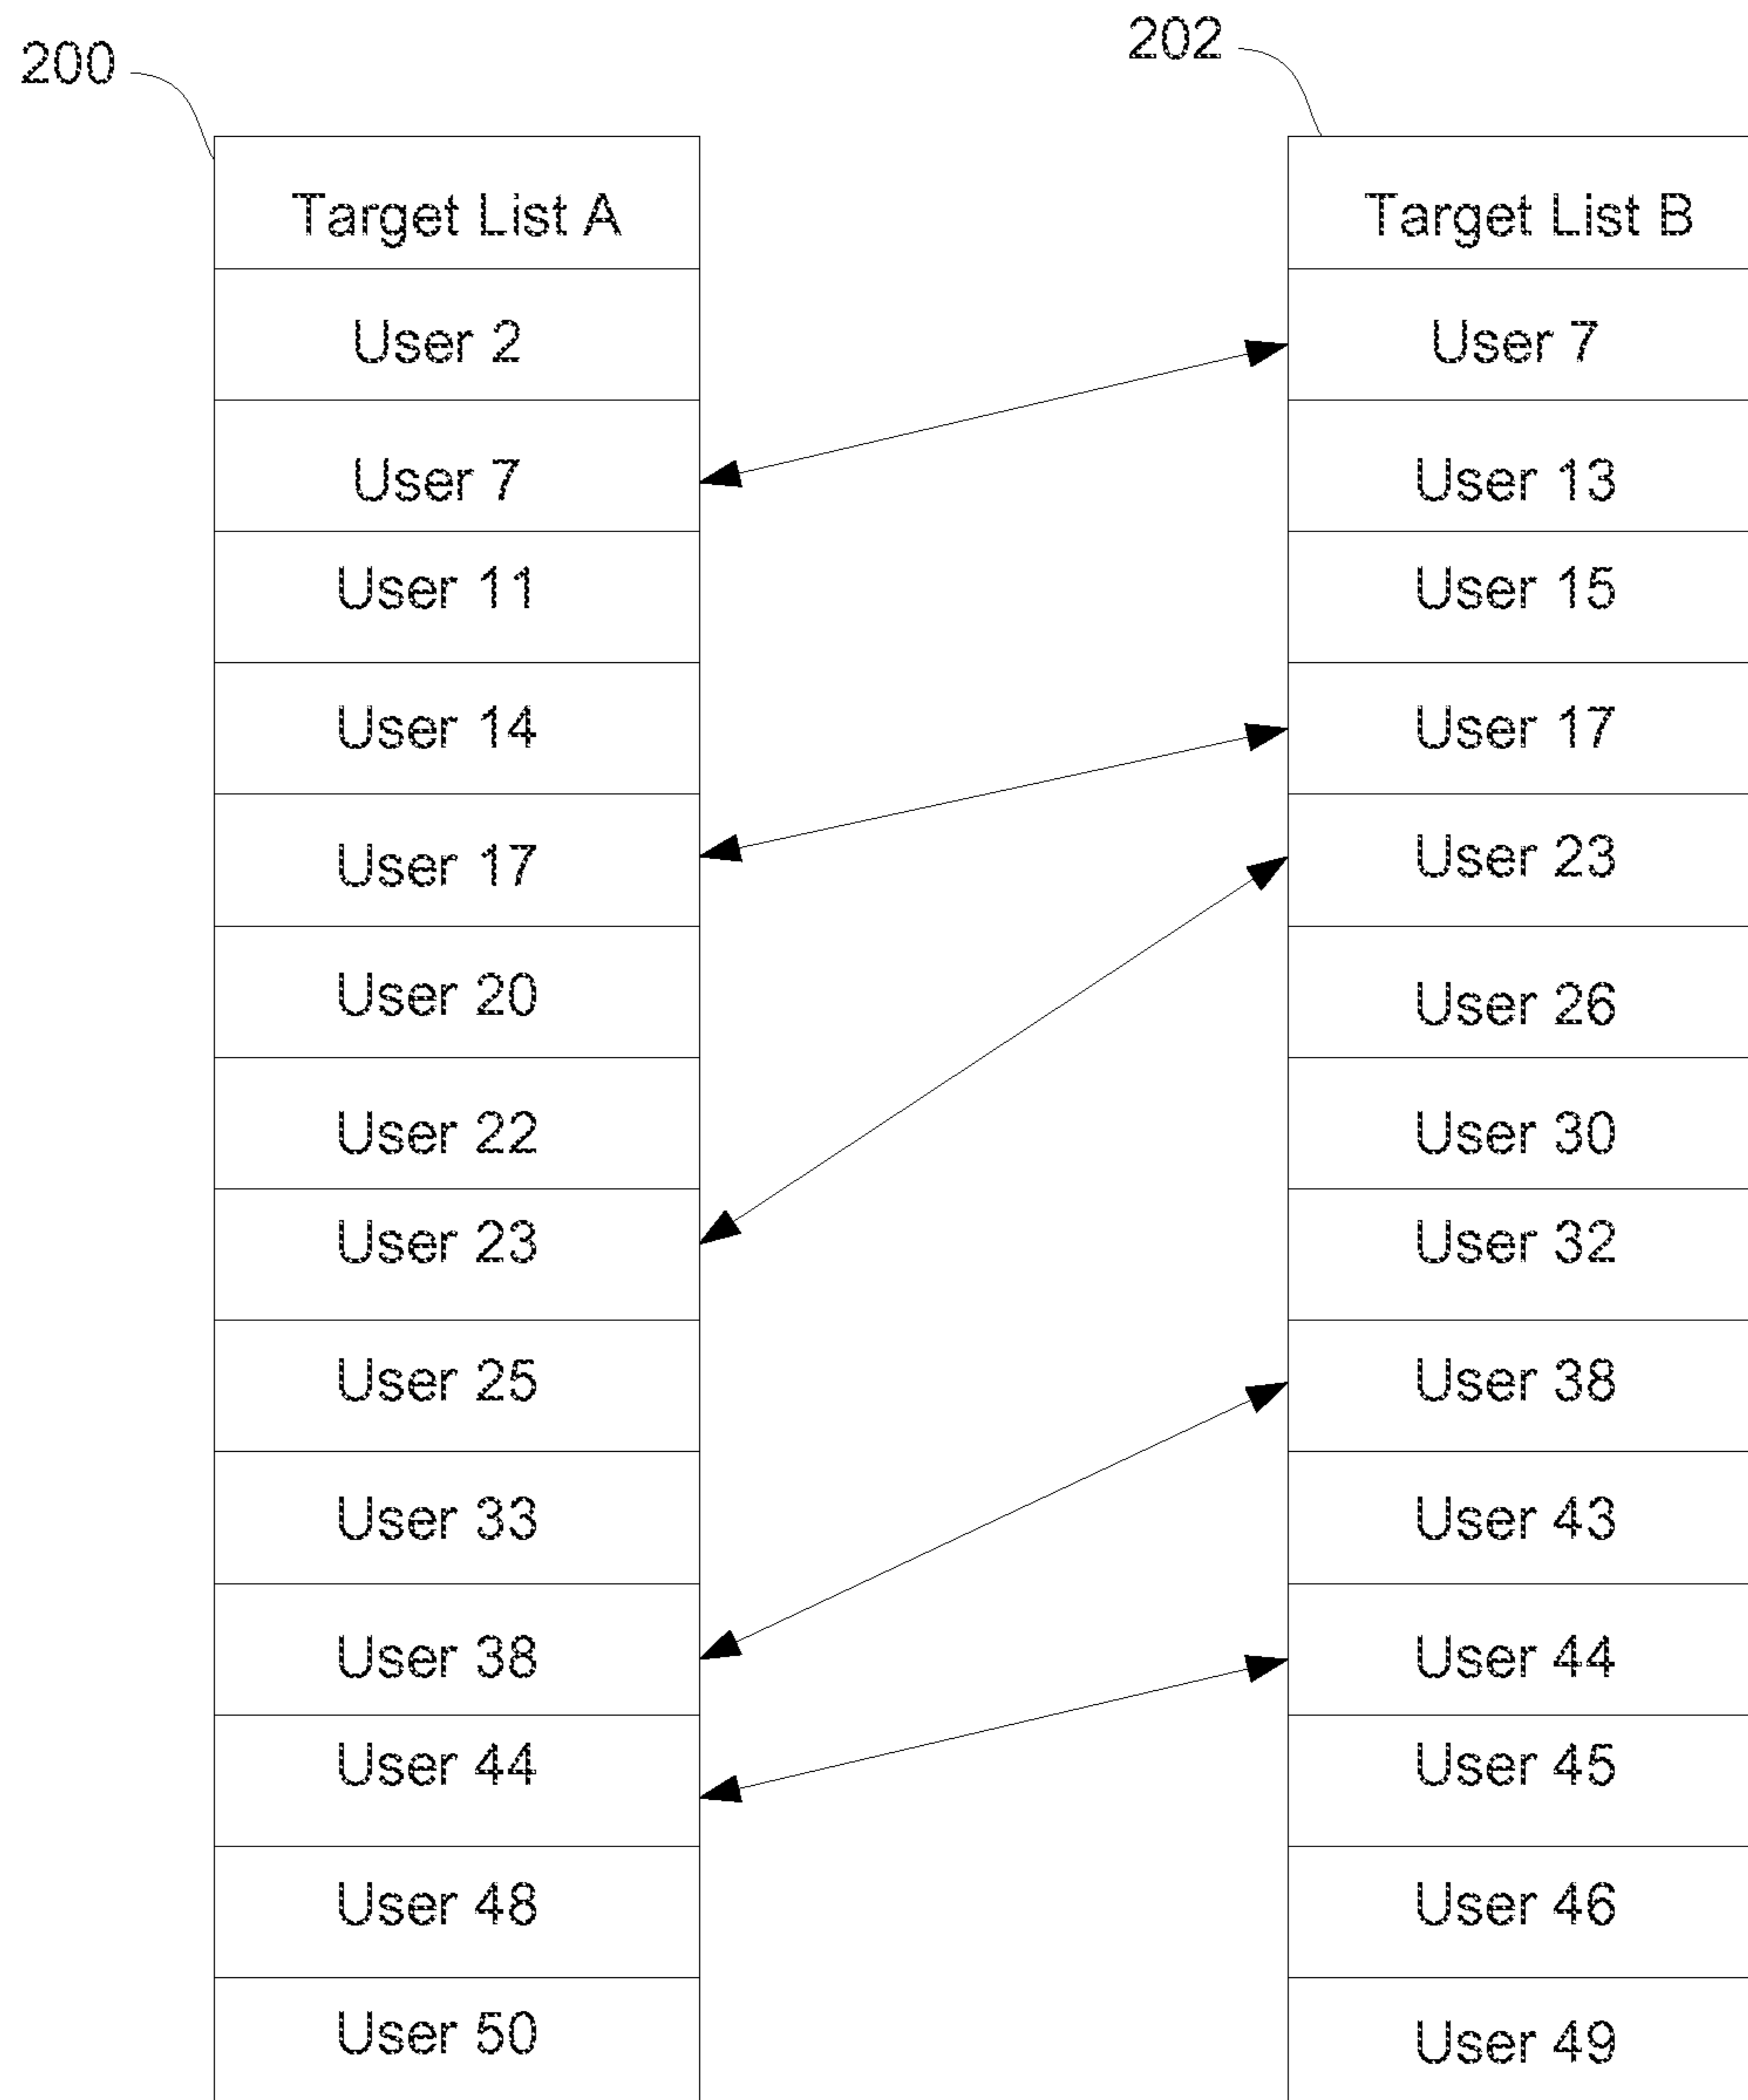 200
202
Target List A
User 2
User 7
User 11
User 14
User 17
User 20
User 22
User 23
User 25
User 33
User 38
User 44
User 48
User 50
Target List B
User 7
User 13
User 15
User 17
User 23
User 26
User 30
User 32
User 38
User 43
User 44
User 45
User 46
User 49